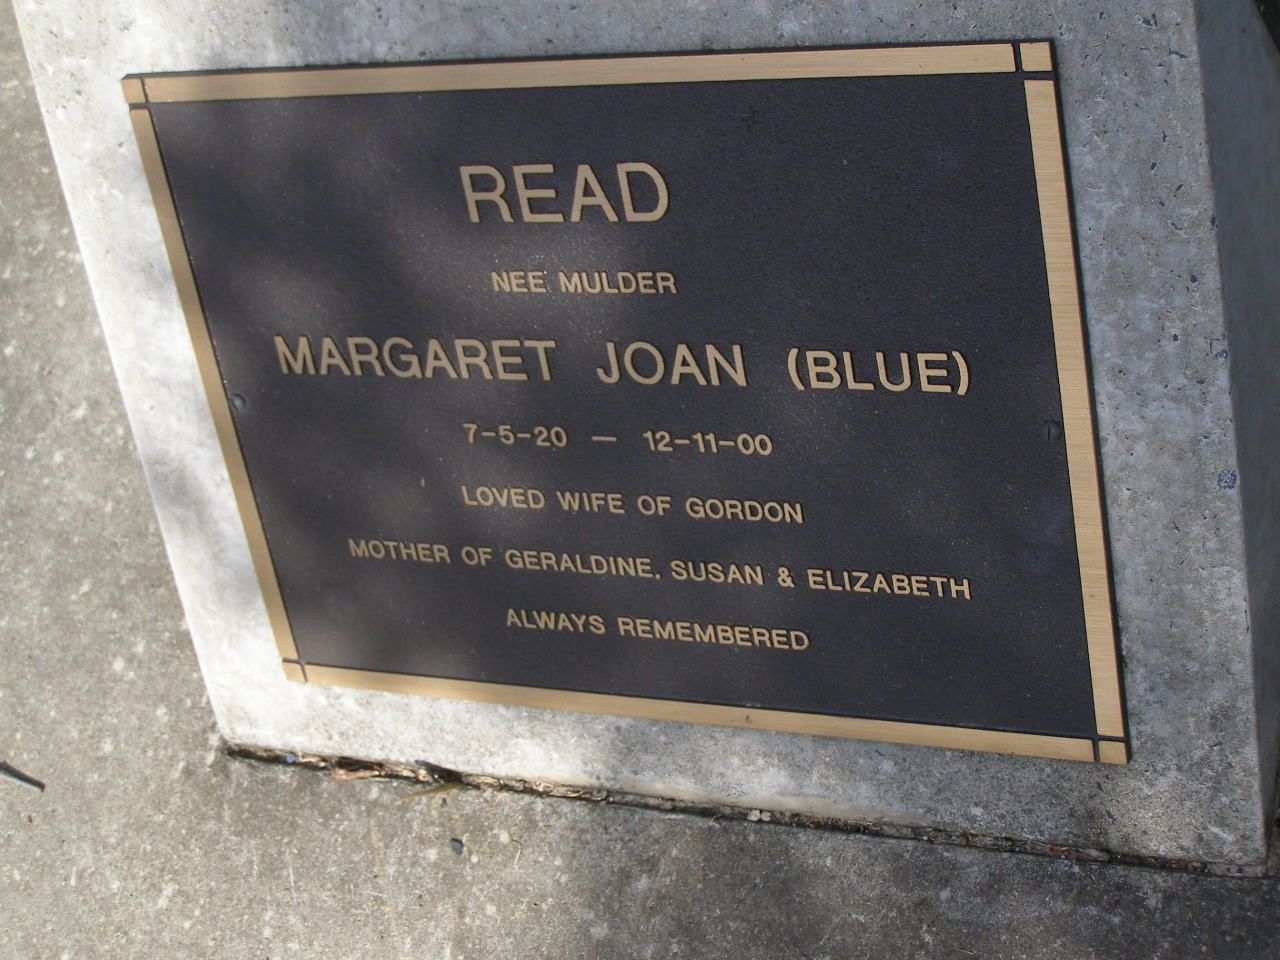 READ
NEE MULDER
MARGARET JOAN (BLUE)
7-5-20 — 12-11-00
LOVED WIFE OF GORDON
MOTHER OF GERALDINE, SUSAN & ELIZABETH
ALWAYS REMEMBERED